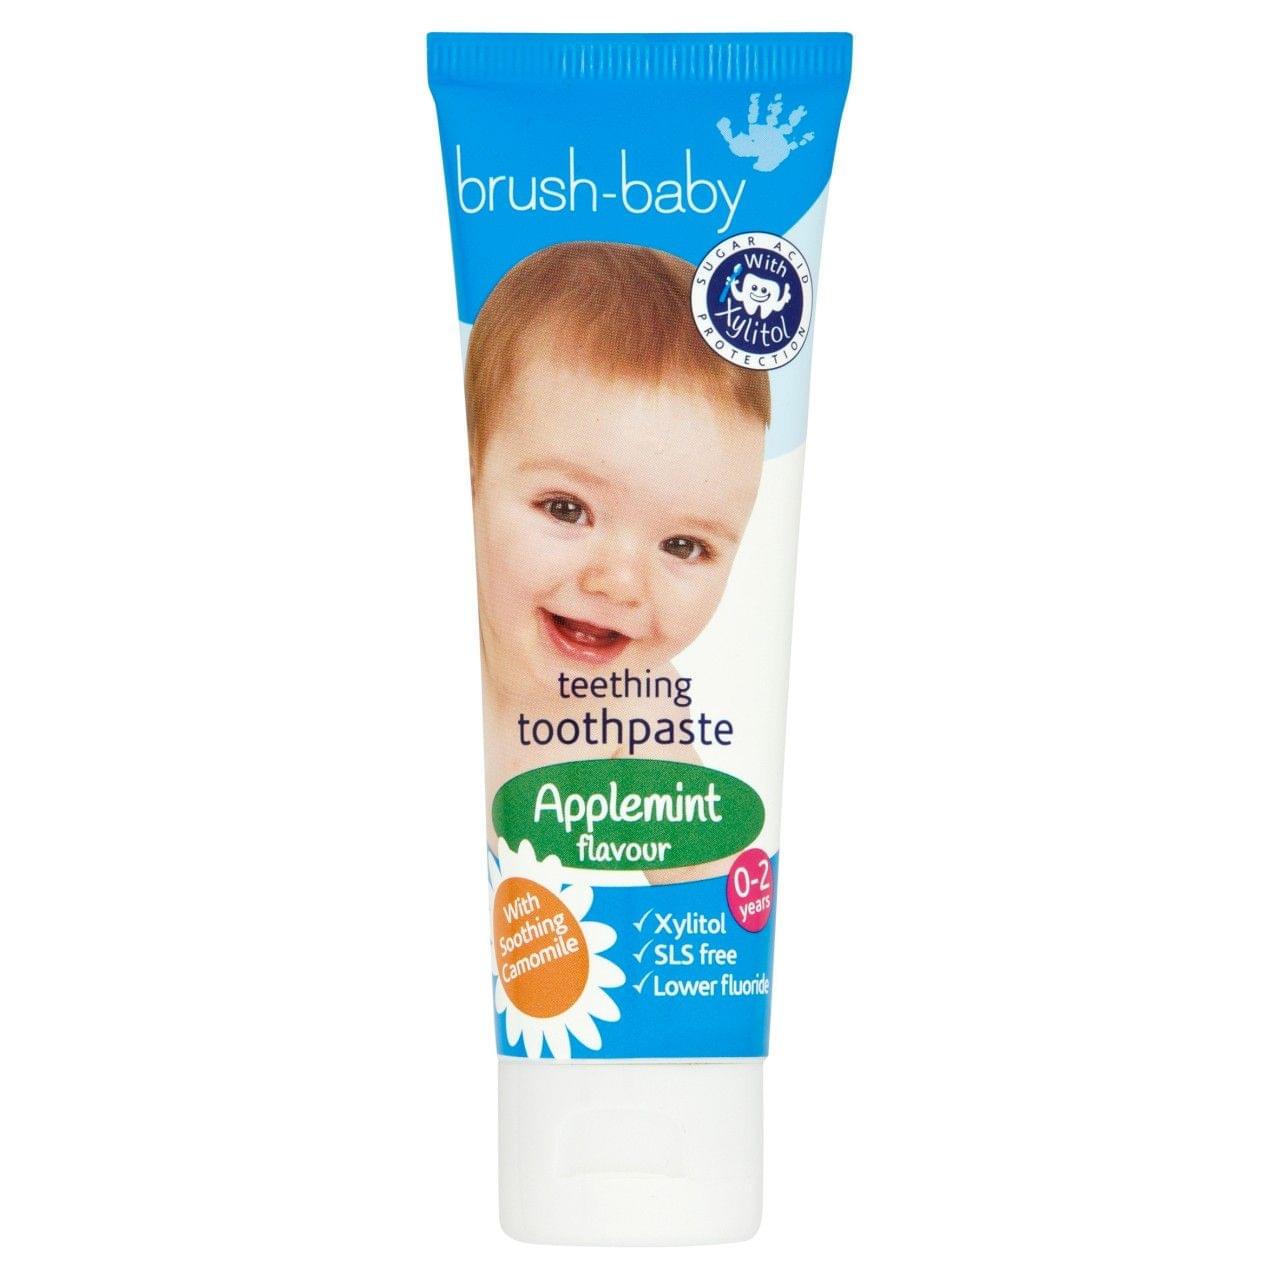 brush-baby
SUGAR ACID
With
Xylitol
PROTECTION
teething
toothpaste
Applemint
flavour
0-2
years
With
Soothing
Camomile
✓ Xylitol
✓ SLS free
✓ Lower fluoride